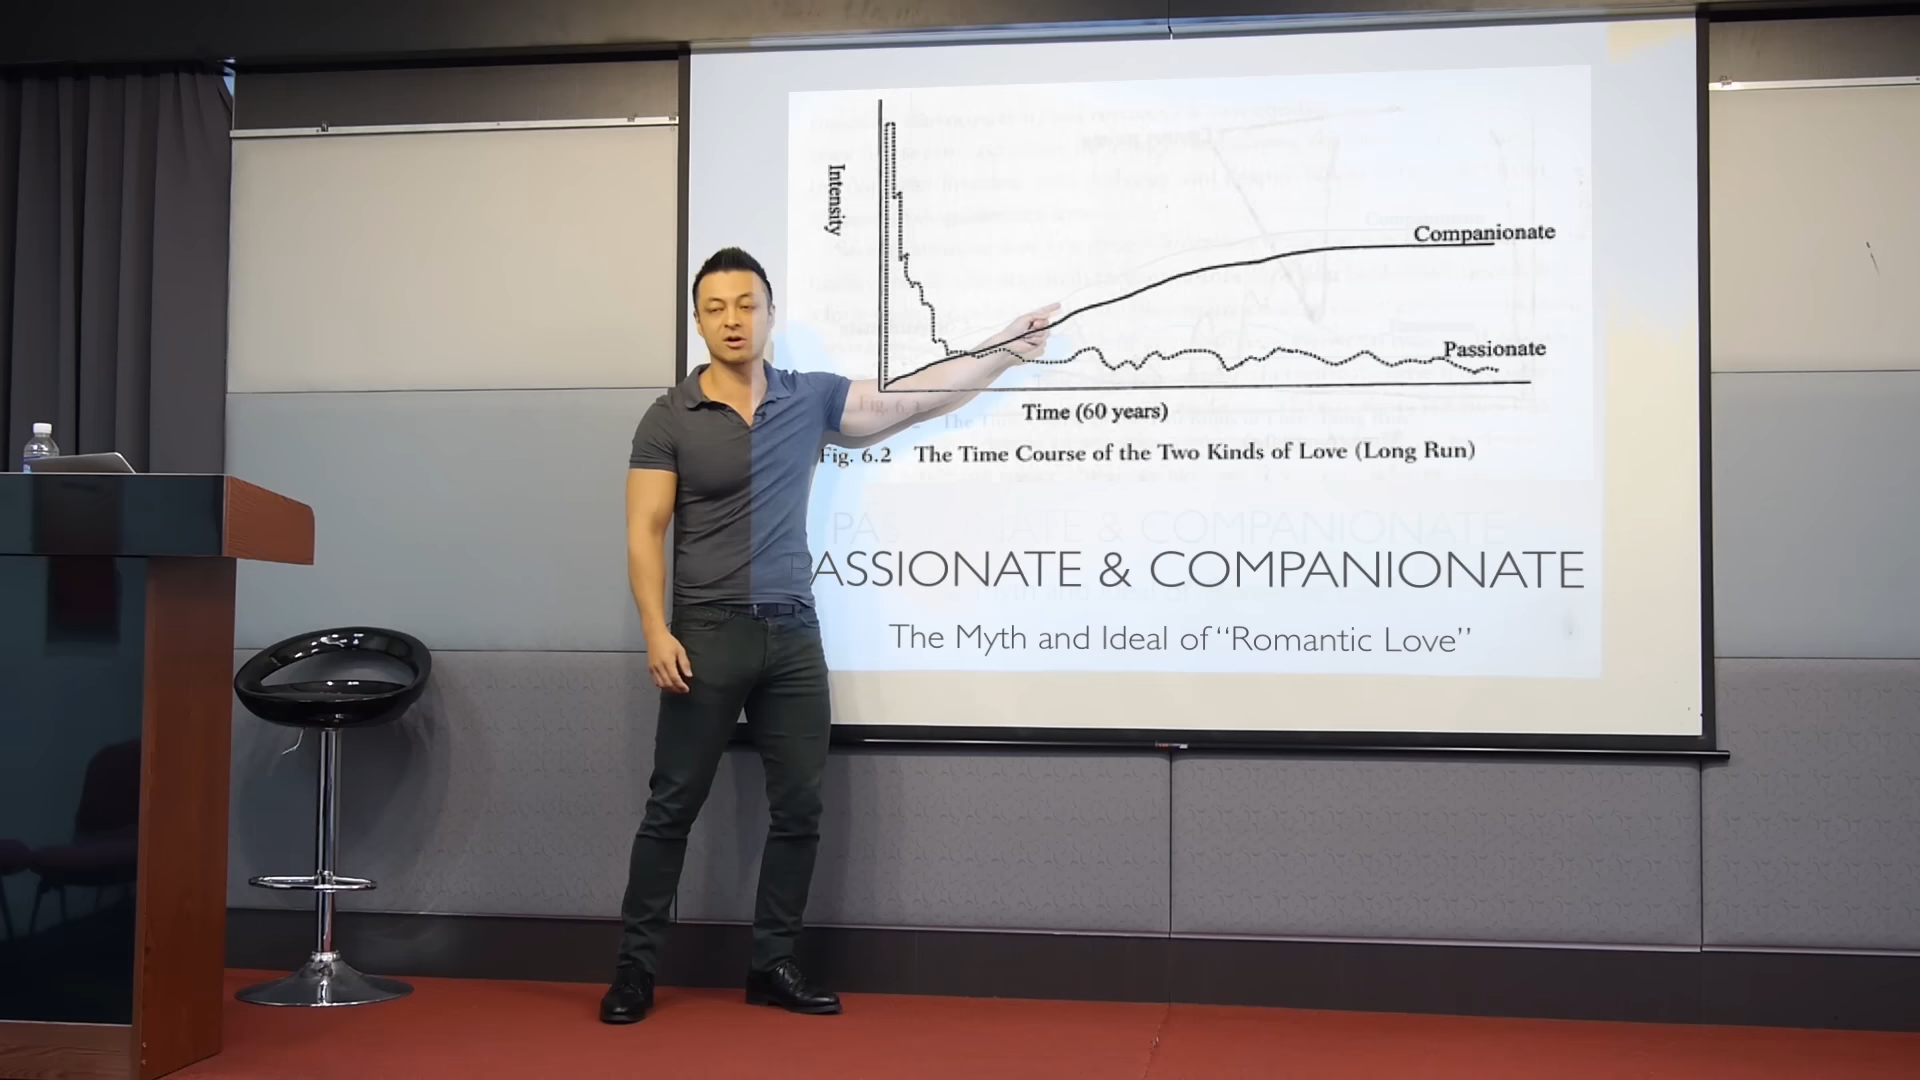 Intensity
Companionate
Passionate
Time (60 years)
Fig. 6.2 The Time Course of the Two Kinds of Love (Long Run)
PASSIONATE & COMPANIONATE
The Myth and Ideal of “Romantic Love”